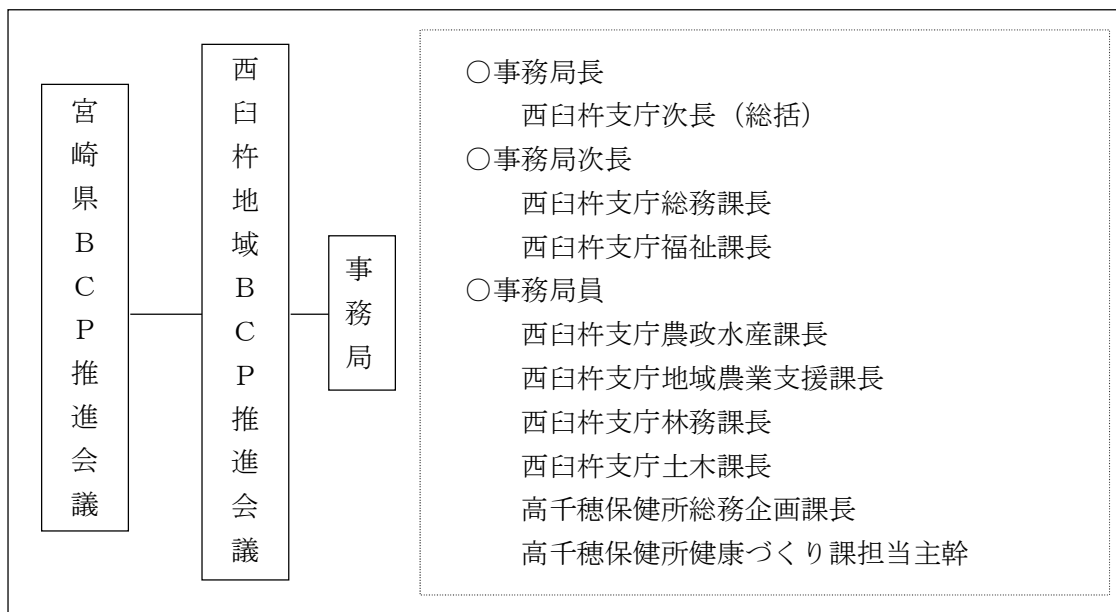 宮崎県ＢＣＰ推進会議
西臼杵地域ＢＣＰ推進会議
事務局
○事務局長
西臼杵支庁次長（総括）
○事務局次長
西臼杵支庁総務課長
西臼杵支庁福祉課長
○事務局員
西臼杵支庁農政水産課長
西臼杵支庁地域農業支援課長
西臼杵支庁林務課長
西臼杵支庁土木課長
高千穂保健所総務企画課長
高千穂保健所健康づくり課担当主幹